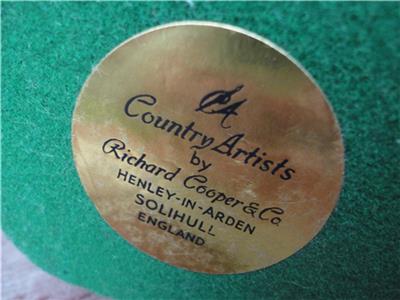 CA
Country Artists
by
Richard Cooper & Co
HENLEY-IN-ARDEN
SOLIHULL
ENGLAND